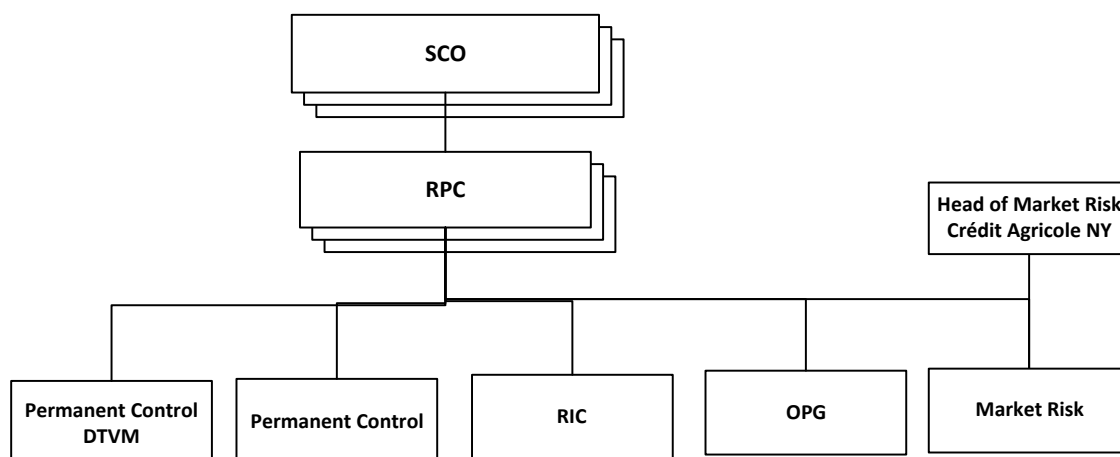 SCO
RPC
Head of Market Risk
Crédit Agricole NY
Permanent Control
DTVM
Permanent Control
RIC
OPG
Market Risk